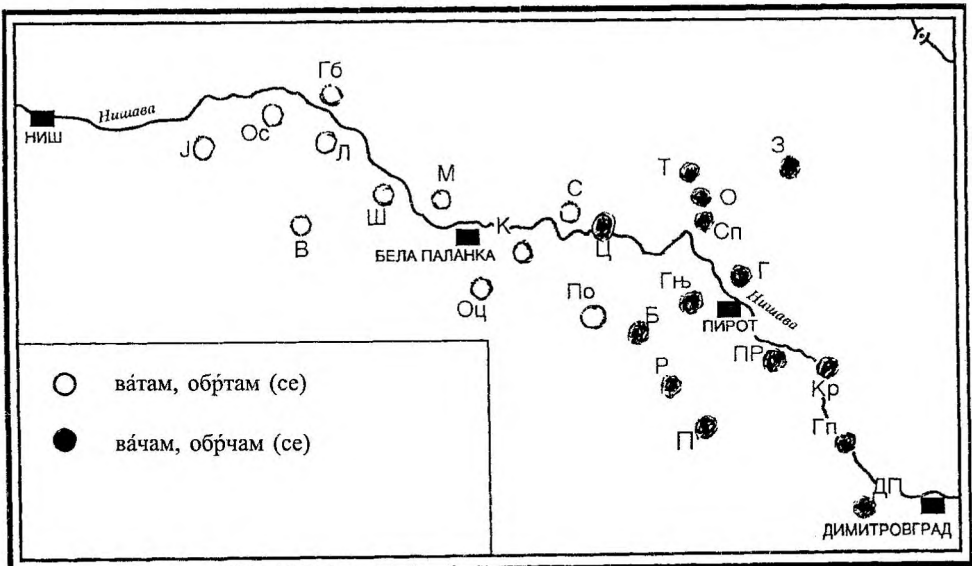 Гб
Нишава
НИШ
Ос
Ј
Л
З
Т
М
О
С
Ш
Сп
К
В
БЕЛА ПАЛАНКА
Ц
Г
Оц
По
Гњ
Нишава
Б
ПИРОТ
ПР
Р
Кр
Гп
П
ва́там, обр́там (се)
ва́чам, обр́чам (се)
ДП
ДИМИТРОВГРАД